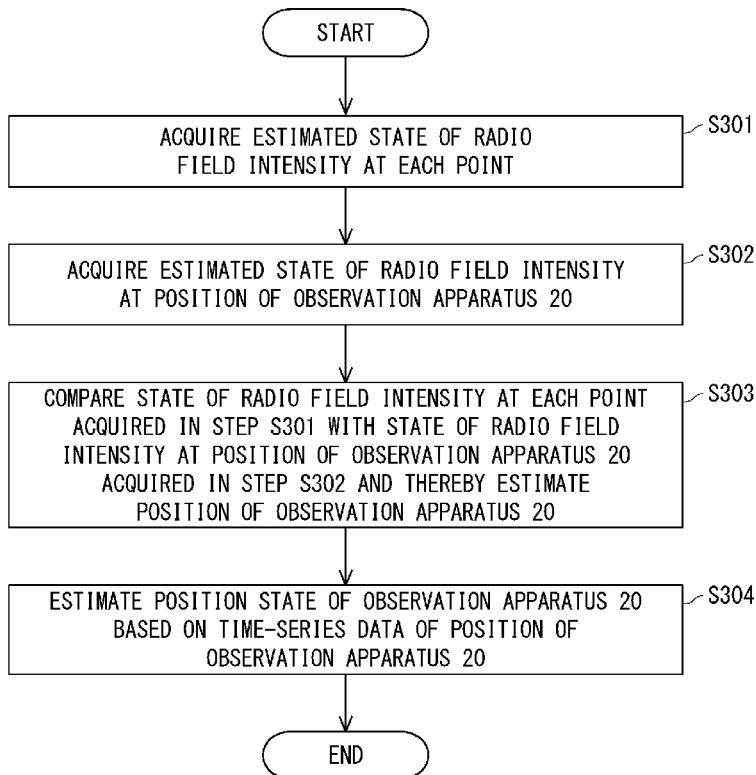 START
S301
ACQUIRE ESTIMATED STATE OF RADIO
FIELD INTENSITY AT EACH POINT
S302
ACQUIRE ESTIMATED STATE OF RADIO FIELD INTENSITY
AT POSITION OF OBSERVATION APPARATUS 20
S303
COMPARE STATE OF RADIO FIELD INTENSITY AT EACH POINT
ACQUIRED IN STEP S301 WITH STATE OF RADIO FIELD
INTENSITY AT POSITION OF OBSERVATION APPARATUS 20
ACQUIRED IN STEP S302 AND THEREBY ESTIMATE
POSITION OF OBSERVATION APPARATUS 20
S304
ESTIMATE POSITION STATE OF OBSERVATION APPARATUS 20
BASED ON TIME-SERIES DATA OF POSITION OF
OBSERVATION APPARATUS 20
END